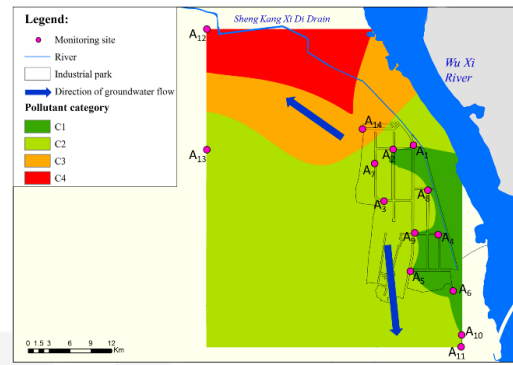 Legend:
Monitoring site
River
Industrial park
Direction of groundwater flow
Pollutant category
C1
C2
C3
C4
Sheng Kang Xi Di Drain
Wu Xi
River
A12
A14
A1
A13
A2
A7
A8
A3
A9
A4
A5
A6
A10
A11
0 1.5 3 6 9 12
Km